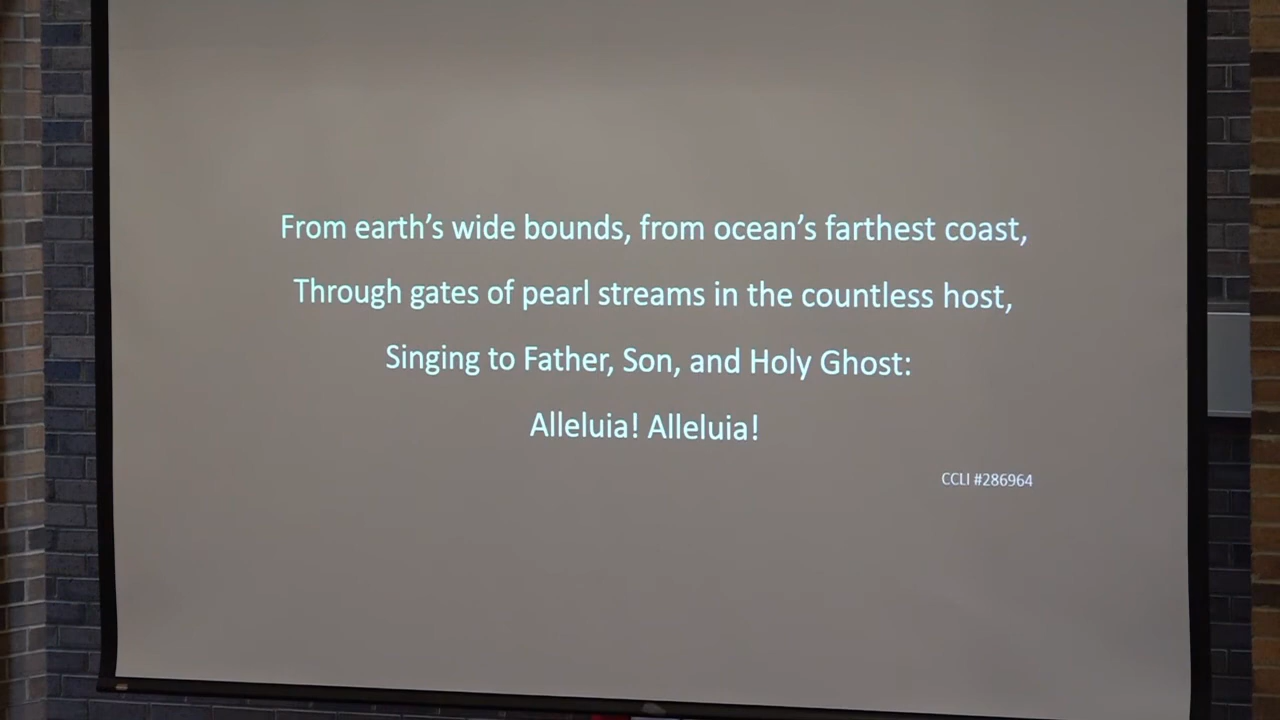 From earth's wide bounds, from ocean's farthest coast,
Through gates of pearl streams in the countless host,
Singing to Father, Son, and Holy Ghost:
Alleluia! Alleluia!
CCLI #286964